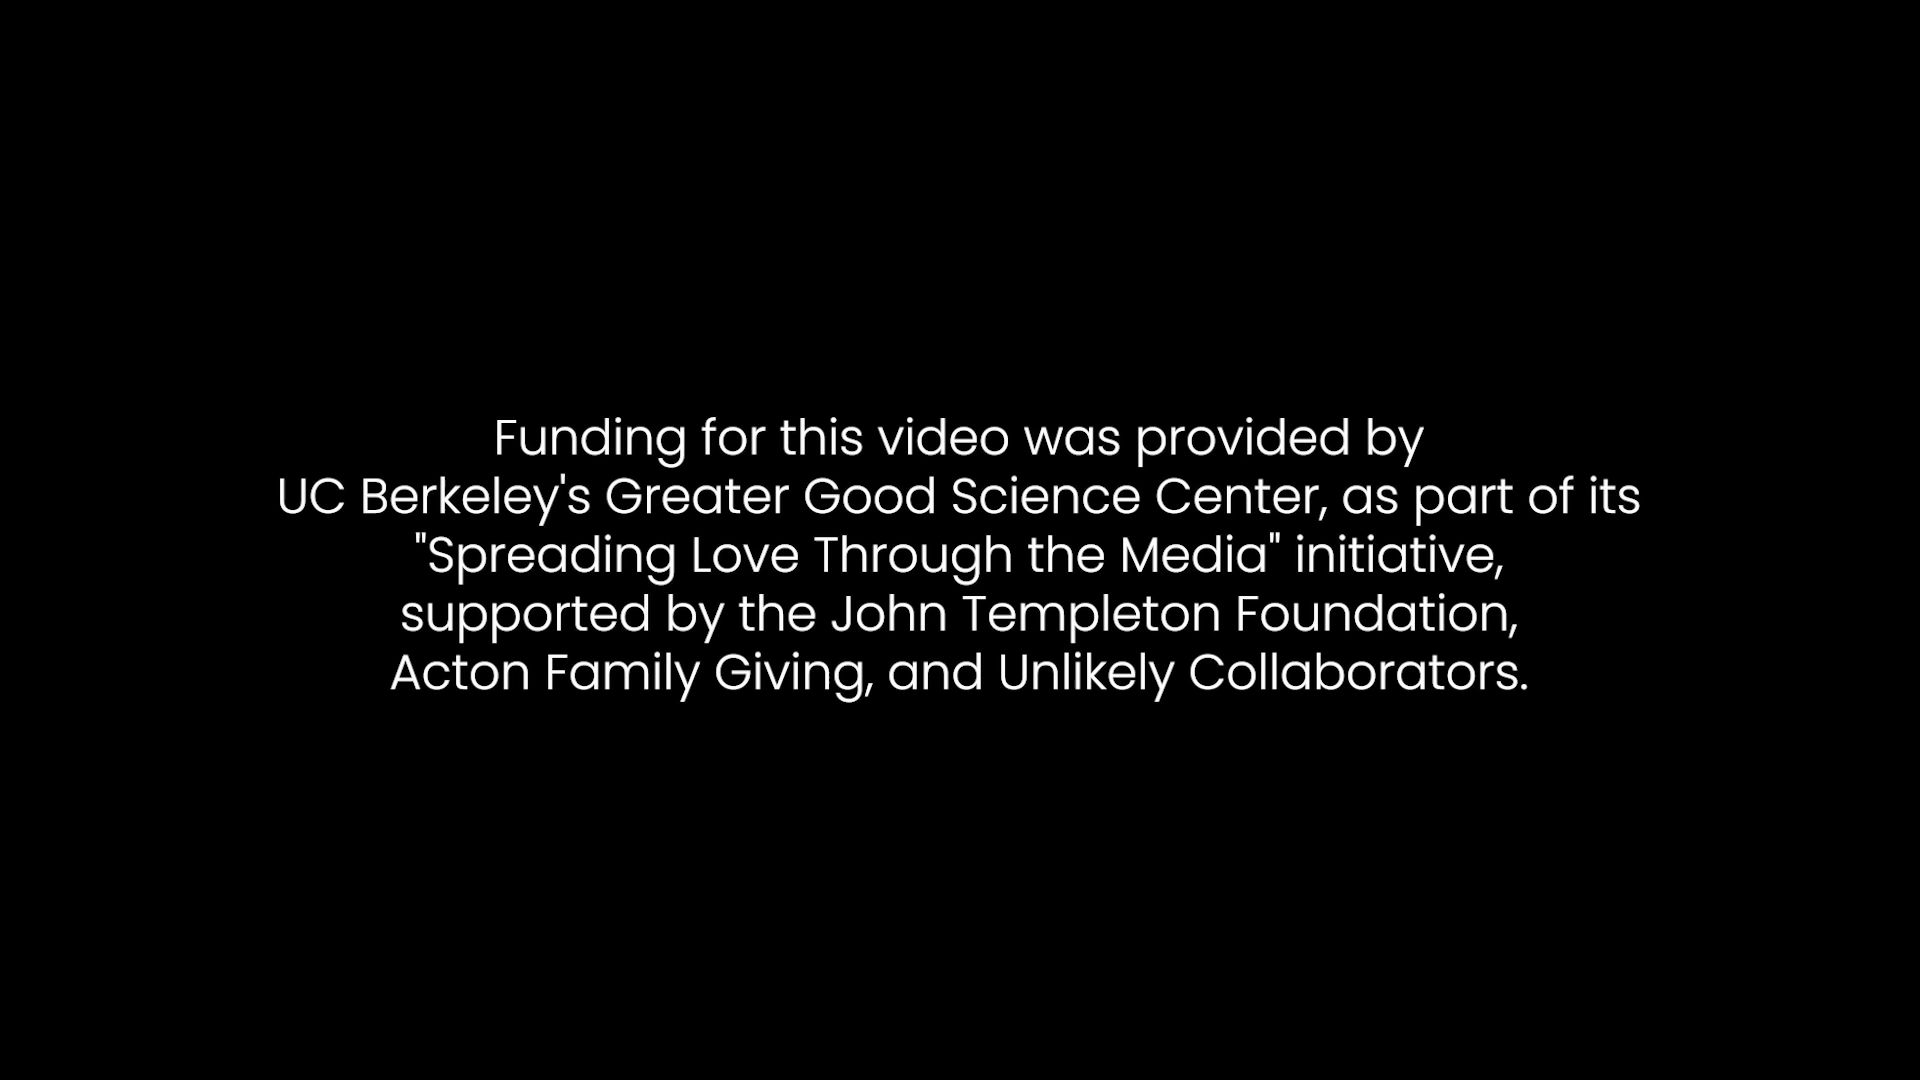 Funding for this video was provided by
UC Berkeley's Greater Good Science Center, as part of its
"Spreading Love Through the Media" initiative,
supported by the John Templeton Foundation,
Acton Family Giving, and Unlikely Collaborators.